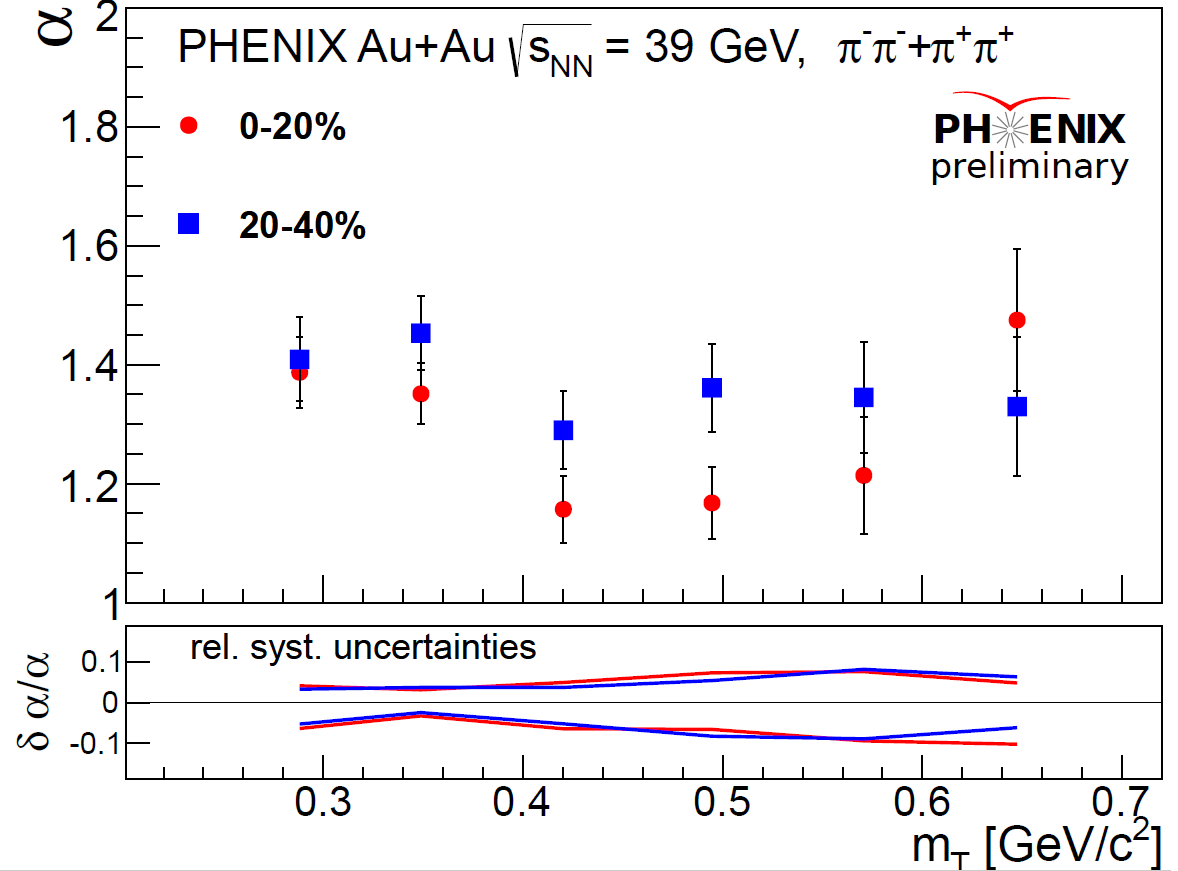 α
PHENIX Au+Au √sNN = 39 GeV, π⁻π⁻+π⁺π⁺
2
1.8
1.6
1.4
1.2
1
0-20%
20-40%
PHENIX
preliminary
δ α/α
rel. syst. uncertainties
0.1
0
-0.1
0.3 0.4 0.5 0.6 0.7
mT [GeV/c²]